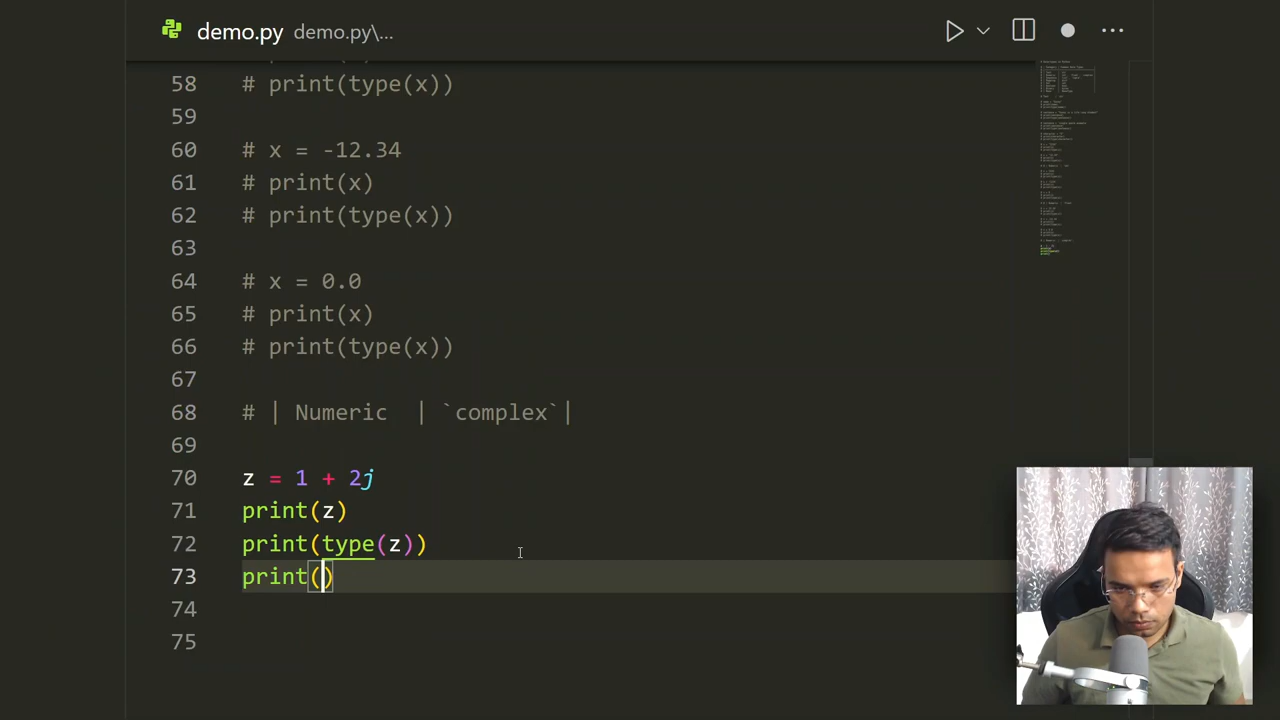 demo.py demo.py\...
58 # print(type(x))
59
60 # x = -12.34
61 # print(x)
62 # print(type(x))
63
64 # x = 0.0
65 # print(x)
66 # print(type(x))
67
68 # | Numeric | `complex`|
69
70 z = 1 + 2j
71 print(z)
72 print(type(z))
73 print()
74
75